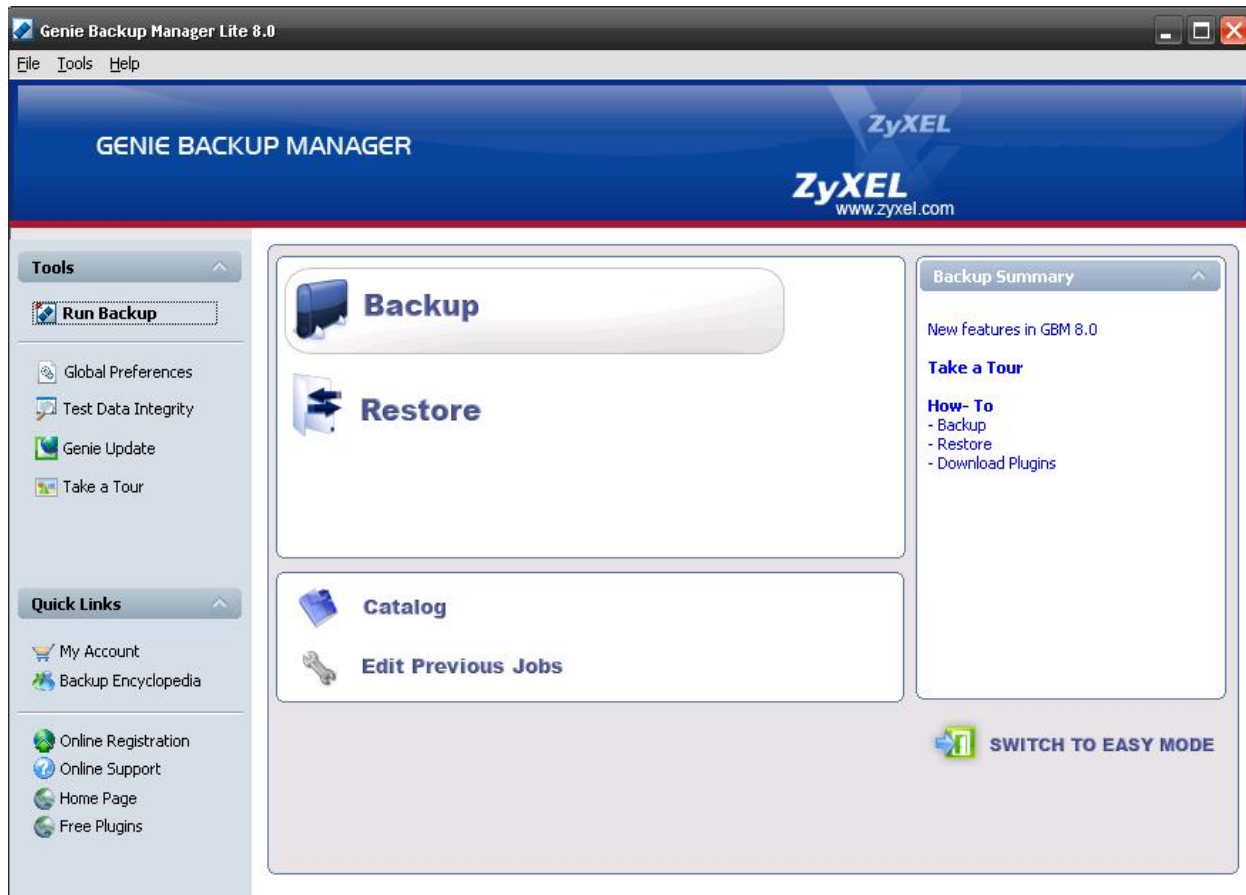 Genie Backup Manager Lite 8.0
File Tools Help
GENIE BACKUP MANAGER
ZyXEL
ZyXEL
www.zyxel.com
Tools
Run Backup
Global Preferences
Test Data Integrity
Genie Update
Take a Tour
Quick Links
My Account
Backup Encyclopedia
Online Registration
Online Support
Home Page
Free Plugins
Backup
Restore
Catalog
Edit Previous Jobs
Backup Summary
New features in GBM 8.0
Take a Tour
How- To
- Backup
- Restore
- Download Plugins
SWITCH TO EASY MODE